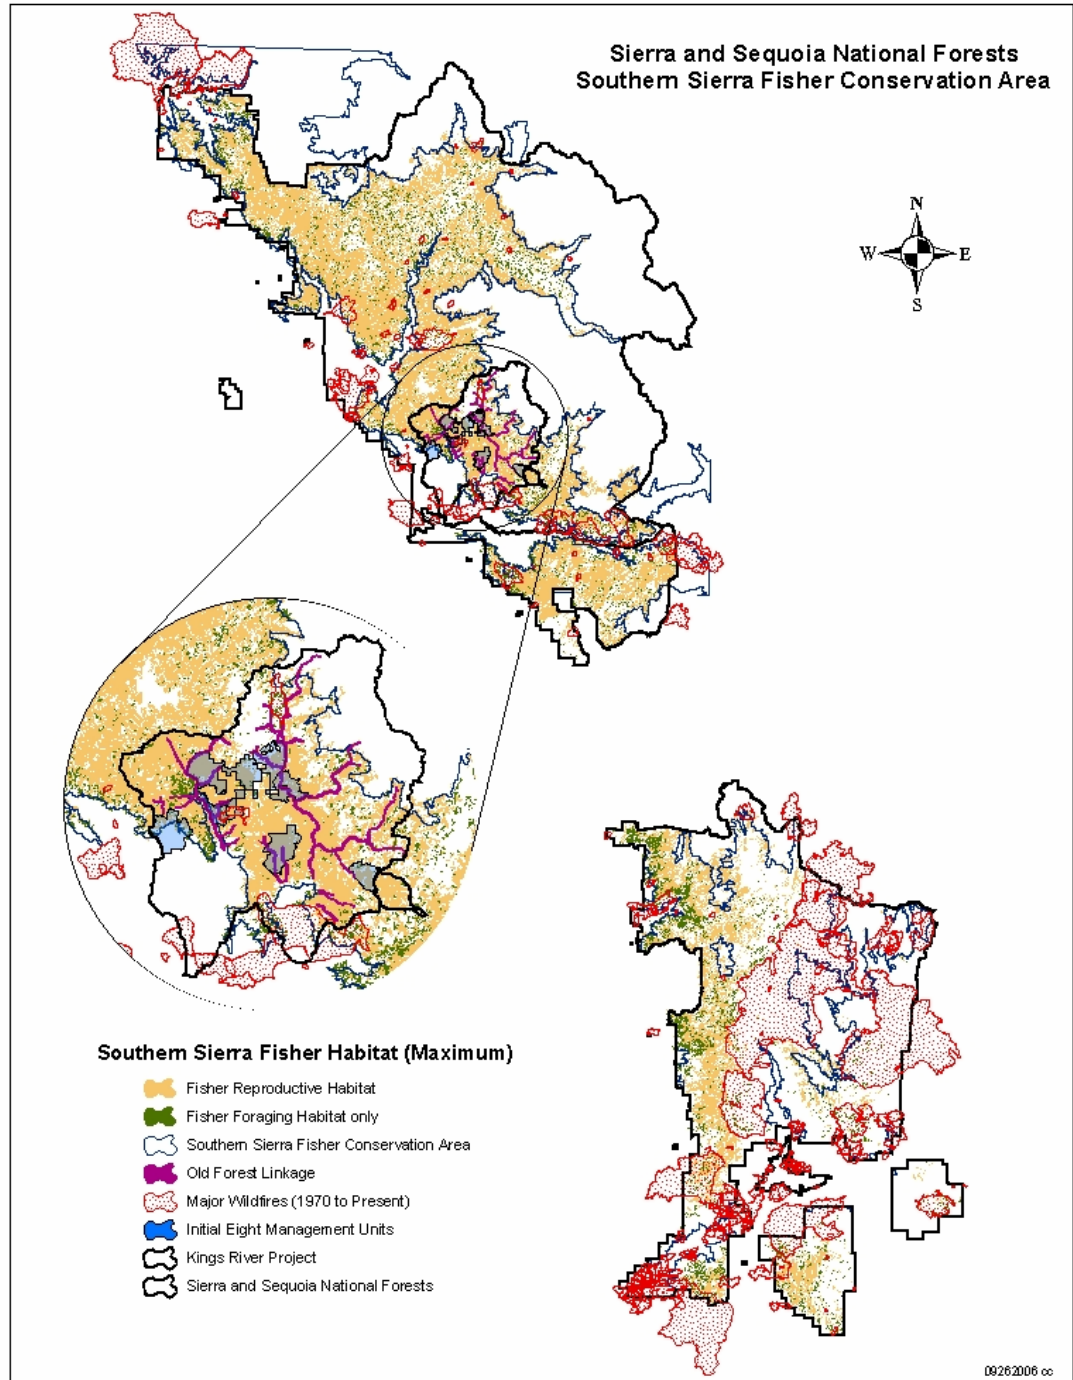 Sierra and Sequoia National Forests
Southern Sierra Fisher Conservation Area
N
W E
S
Southern Sierra Fisher Habitat (Maximum)
Fisher Reproductive Habitat
Fisher Foraging Habitat only
Southern Sierra Fisher Conservation Area
Old Forest Linkage
Major Wildfires (1970 to Present)
Initial Eight Management Units
Kings River Project
Sierra and Sequoia National Forests
09262006 cc